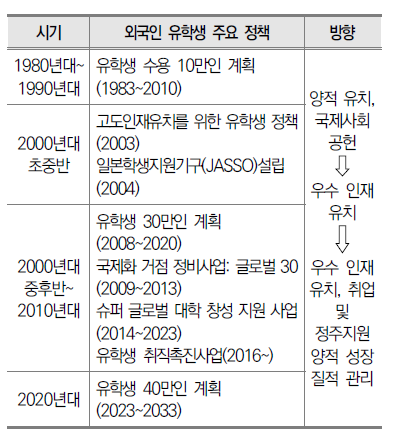 시기 외국인 유학생 주요 정책 방향
1980년대~
1990년대
유학생 수용 10만인 계획
(1983~2010)
2000년대
초중반
고도인재유치를 위한 유학생 정책
(2003)
일본학생지원기구(JASSO)설립
(2004)
2000년대
중후반~
2010년대
유학생 30만인 계획
(2008~2020)
국제화 거점 정비사업: 글로벌 30
(2009~2013)
슈퍼 글로벌 대학 창성 지원 사업
(2014~2023)
유학생 취직촉진사업(2016~)
2020년대
유학생 40만인 계획
(2023~2033)
양적 유치,
국제사회
공헌
⇩
우수 인재
유치
⇩
우수 인재
유치, 취업
및
정주지원
양적 성장
질적 관리